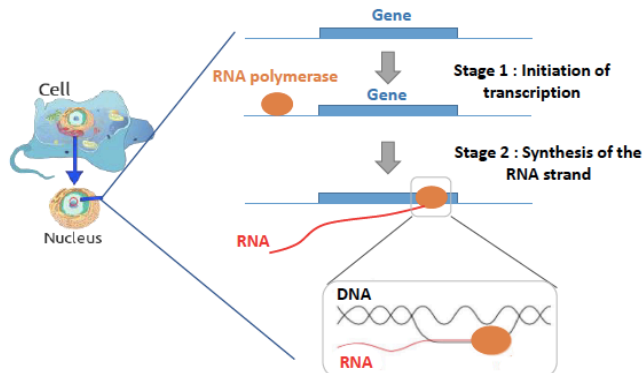 Gene
Cell
RNA polymerase
Gene
Stage 1 : Initiation of
transcription
Stage 2 : Synthesis of the
RNA strand
Nucleus
RNA
DNA
RNA